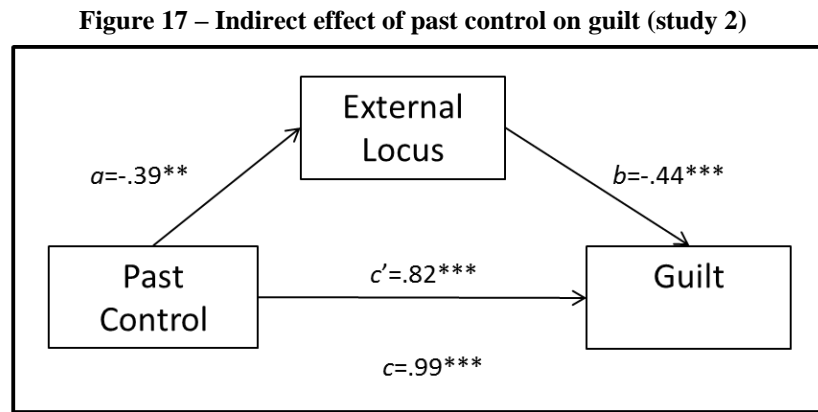 Figure 17 – Indirect effect of past control on guilt (study 2)
External
Locus
a=-.39**
b=-.44***
Past
Control
c’=.82***
Guilt
c=.99***